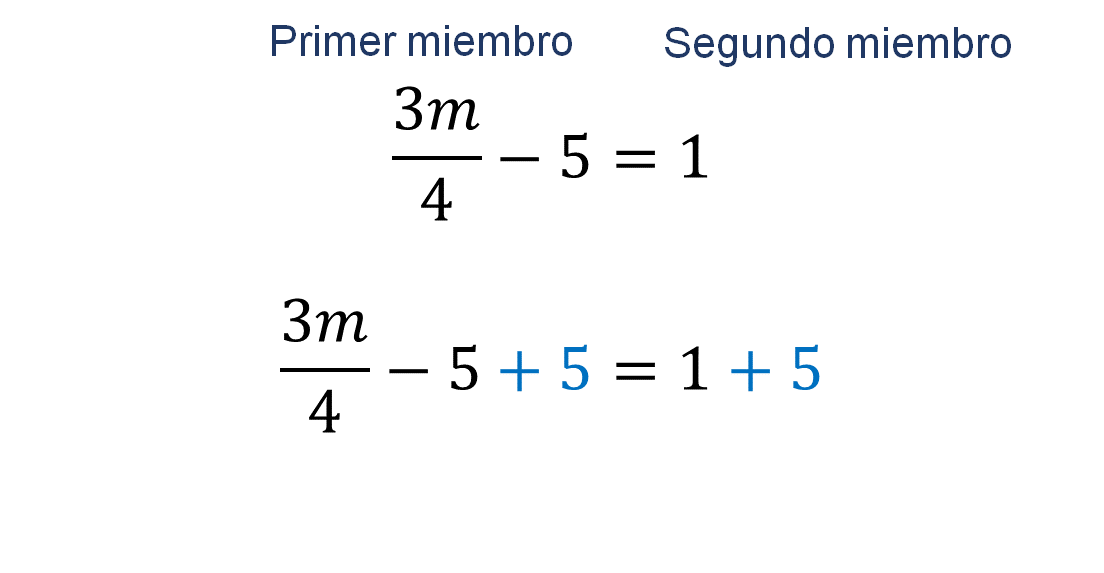 Primer miembro Segundo miembro
3m/4 − 5 = 1
3m/4 − 5 + 5 = 1 + 5